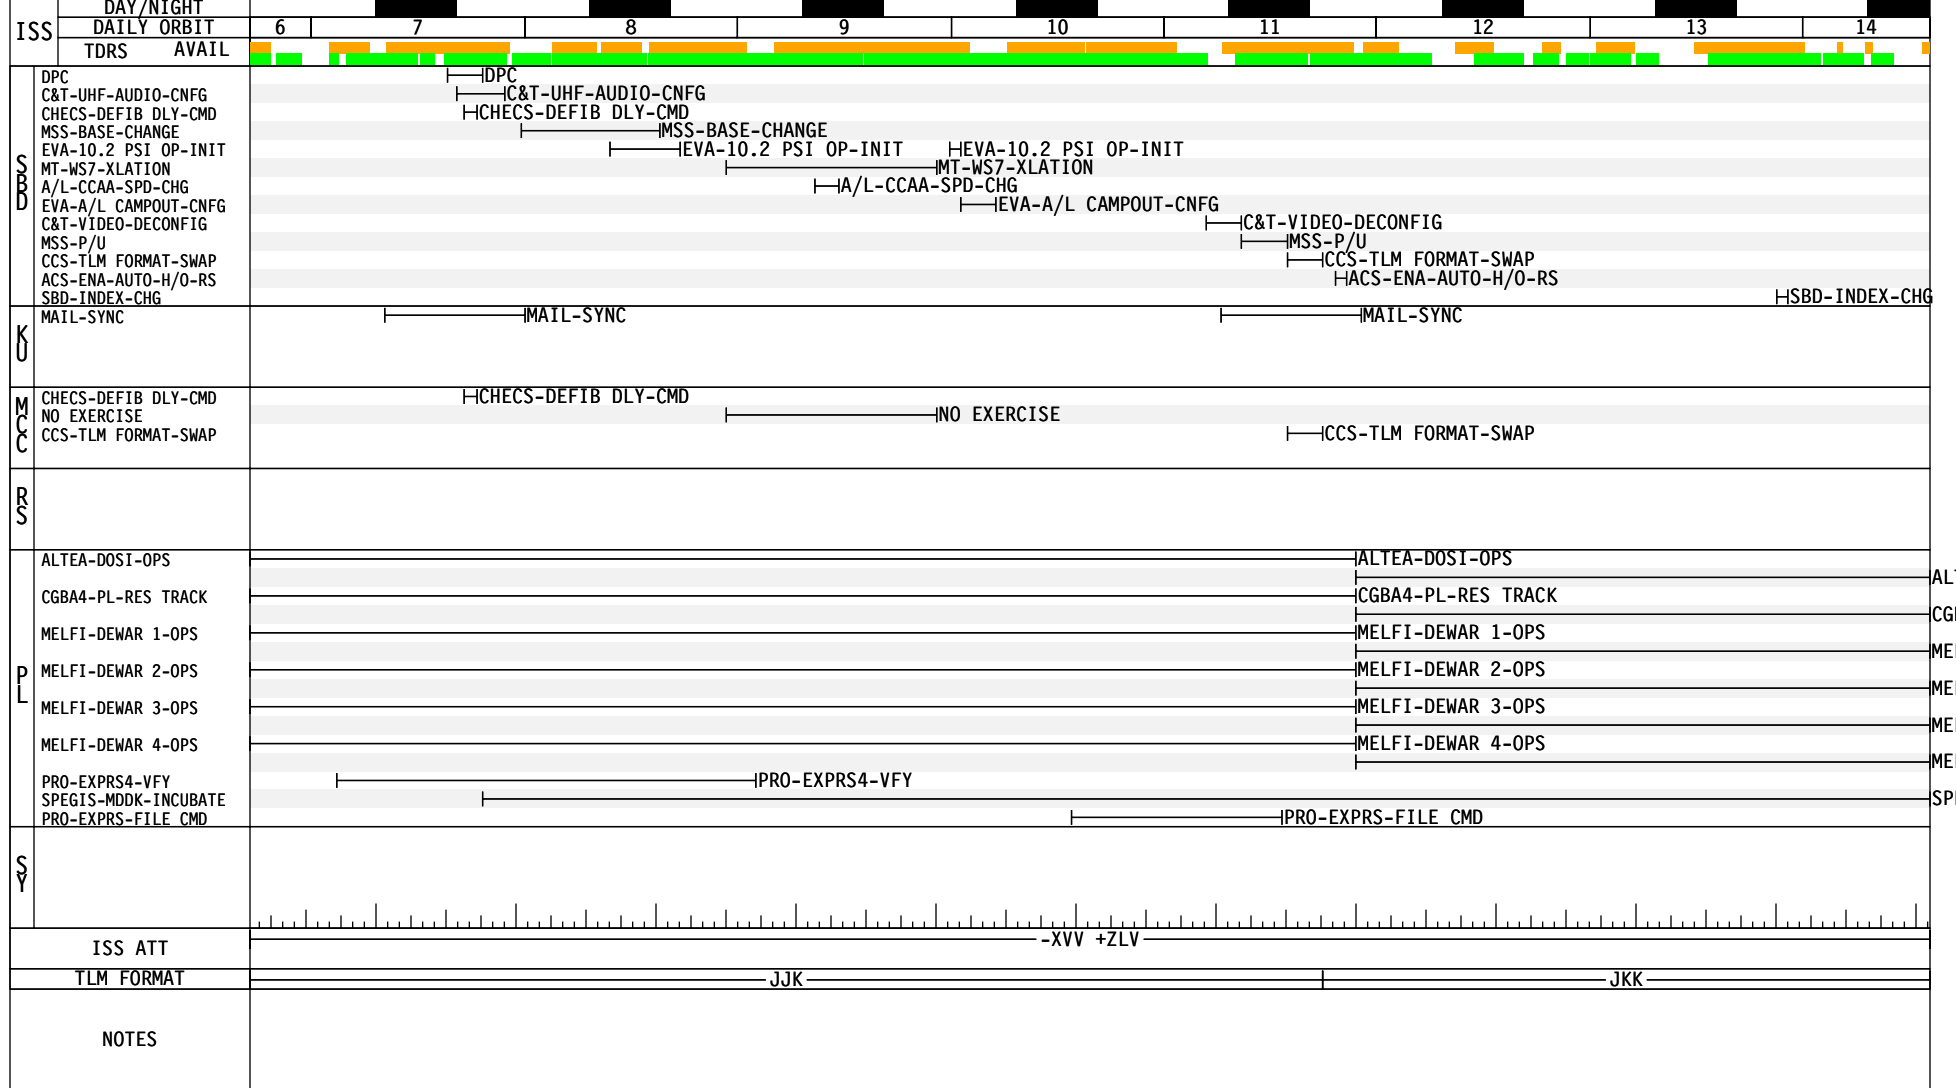 DAY/NIGHT
ISS
DAILY ORBIT 6 7 8 9 10 11 12 13 14
TDRS AVAIL
SBD
DPC DPC
C&T-UHF-AUDIO-CNFG C&T-UHF-AUDIO-CNFG
CHECS-DEFIB DLY-CMD CHECS-DEFIB DLY-CMD
MSS-BASE-CHANGE MSS-BASE-CHANGE
EVA-10.2 PSI OP-INIT EVA-10.2 PSI OP-INIT EVA-10.2 PSI OP-INIT
MT-WS7-XLATION MT-WS7-XLATION
A/L-CCAA-SPD-CHG A/L-CCAA-SPD-CHG
EVA-A/L CAMPOUT-CNFG EVA-A/L CAMPOUT-CNFG
C&T-VIDEO-DECONFIG C&T-VIDEO-DECONFIG
MSS-P/U MSS-P/U
CCS-TLM FORMAT-SWAP CCS-TLM FORMAT-SWAP
ACS-ENA-AUTO-H/O-RS ACS-ENA-AUTO-H/O-RS
SBD-INDEX-CHG SBD-INDEX-CHG
KU
MAIL-SYNC MAIL-SYNC MAIL-SYNC
MCC
CHECS-DEFIB DLY-CMD CHECS-DEFIB DLY-CMD
NO EXERCISE NO EXERCISE
CCS-TLM FORMAT-SWAP CCS-TLM FORMAT-SWAP
RS
PL
ALTEA-DOSI-OPS ALTEA-DOSI-OPS
AL
CGBA4-PL-RES TRACK CGBA4-PL-RES TRACK
CG
MELFI-DEWAR 1-OPS MELFI-DEWAR 1-OPS
ME
MELFI-DEWAR 2-OPS MELFI-DEWAR 2-OPS
ME
MELFI-DEWAR 3-OPS MELFI-DEWAR 3-OPS
ME
MELFI-DEWAR 4-OPS MELFI-DEWAR 4-OPS
ME
PRO-EXPRS4-VFY PRO-EXPRS4-VFY
SPEGIS-MDDK-INCUBATE SP
PRO-EXPRS-FILE CMD PRO-EXPRS-FILE CMD
SY
ISS ATT -XVV +ZLV
TLM FORMAT JJK JKK
NOTES